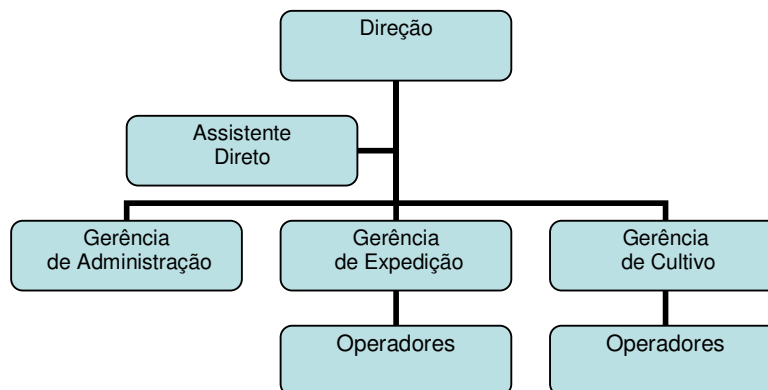 Direção
Assistente
Direto
Gerência
de Administração
Gerência
de Expedição
Gerência
de Cultivo
Operadores
Operadores